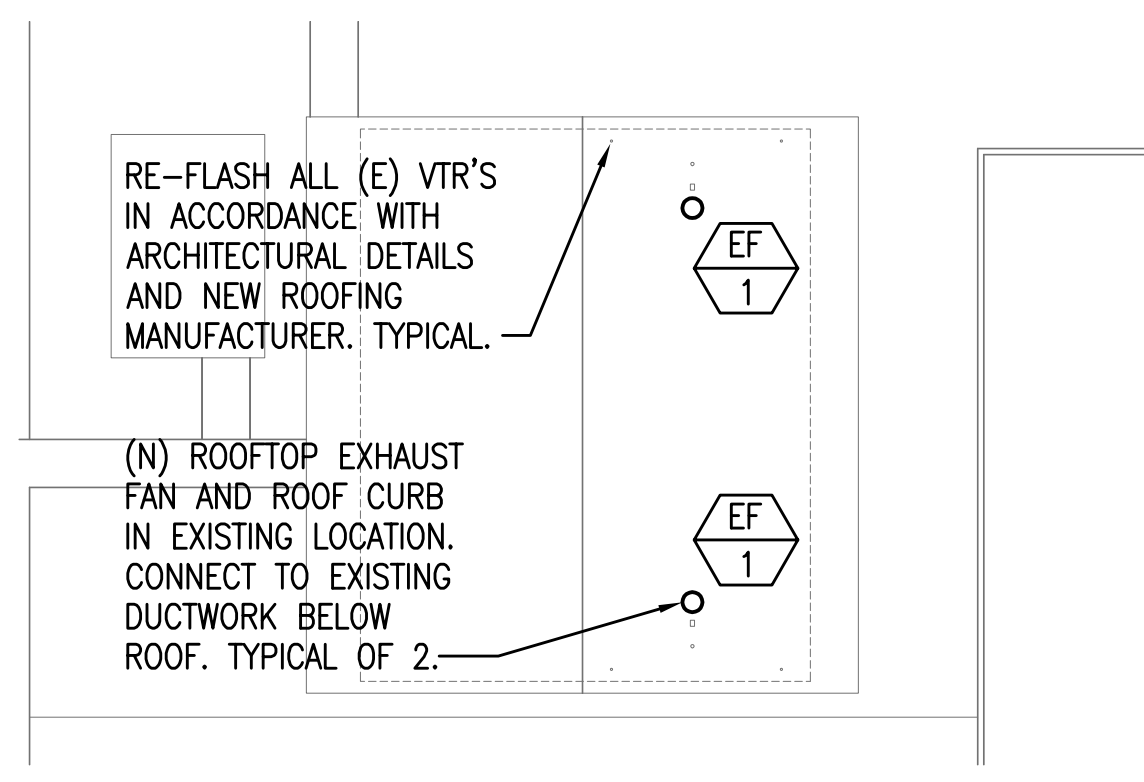 RE-FLASH ALL (E) VTR'S
IN ACCORDANCE WITH
ARCHITECTURAL DETAILS
AND NEW ROOFING
MANUFACTURER. TYPICAL.
EF
1
(N) ROOFTOP EXHAUST
FAN AND ROOF CURB
IN EXISTING LOCATION.
CONNECT TO EXISTING
DUCTWORK BELOW
ROOF. TYPICAL OF 2.
EF
1